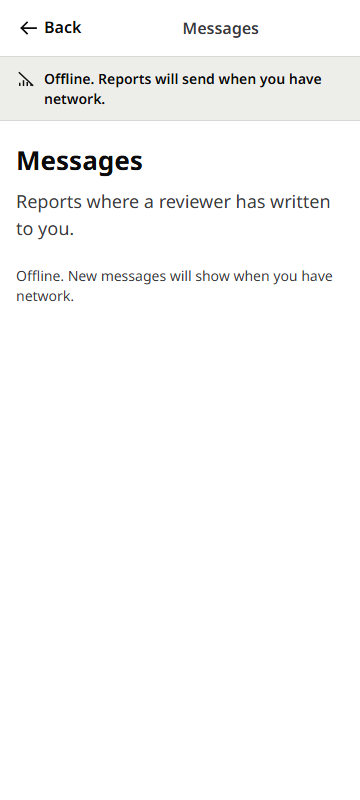 Back
Messages
Offline. Reports will send when you have
network.
Messages
Reports where a reviewer has written
to you.
Offline. New messages will show when you have
network.